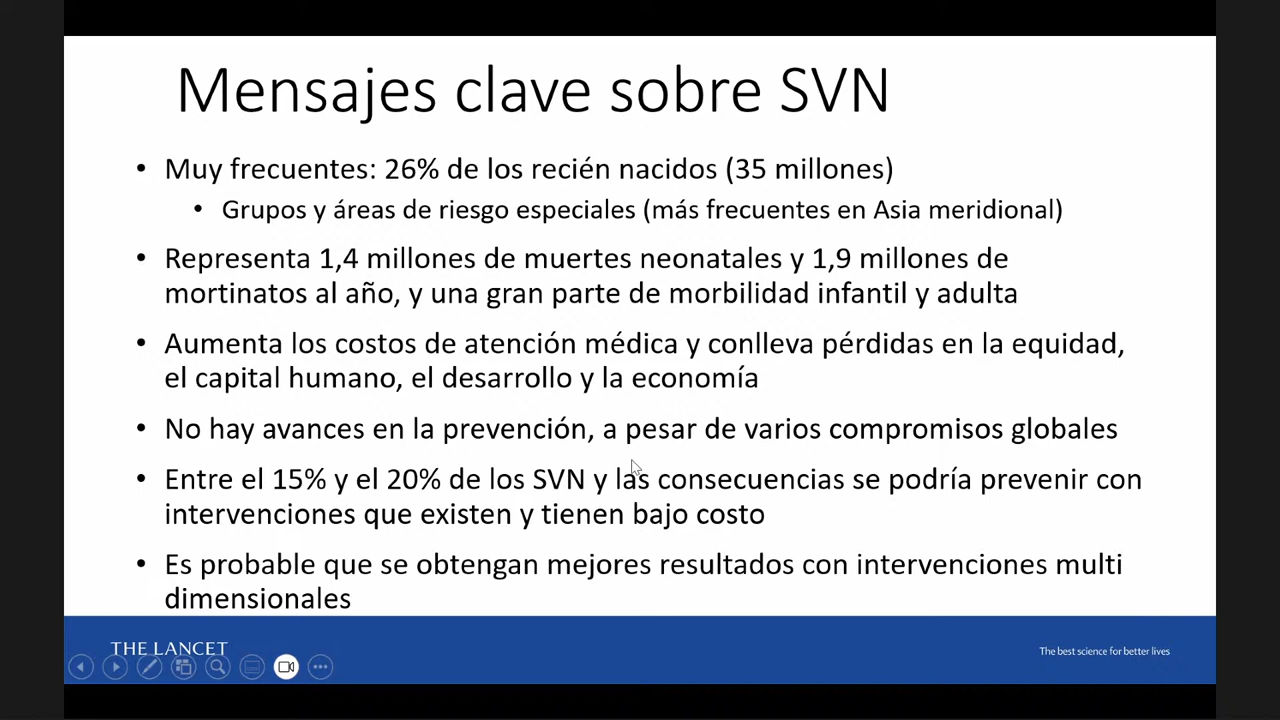 Mensajes clave sobre SVN
• Muy frecuentes: 26% de los recién nacidos (35 millones)
• Grupos y áreas de riesgo especiales (más frecuentes en Asia meridional)
• Representa 1,4 millones de muertes neonatales y 1,9 millones de
mortinatos al año, y una gran parte de morbilidad infantil y adulta
• Aumenta los costos de atención médica y conlleva pérdidas en la equidad,
el capital humano, el desarrollo y la economía
• No hay avances en la prevención, a pesar de varios compromisos globales
• Entre el 15% y el 20% de los SVN y las consecuencias se podría prevenir con
intervenciones que existen y tienen bajo costo
• Es probable que se obtengan mejores resultados con intervenciones multi
dimensionales
THE LANCET
The best science for better lives